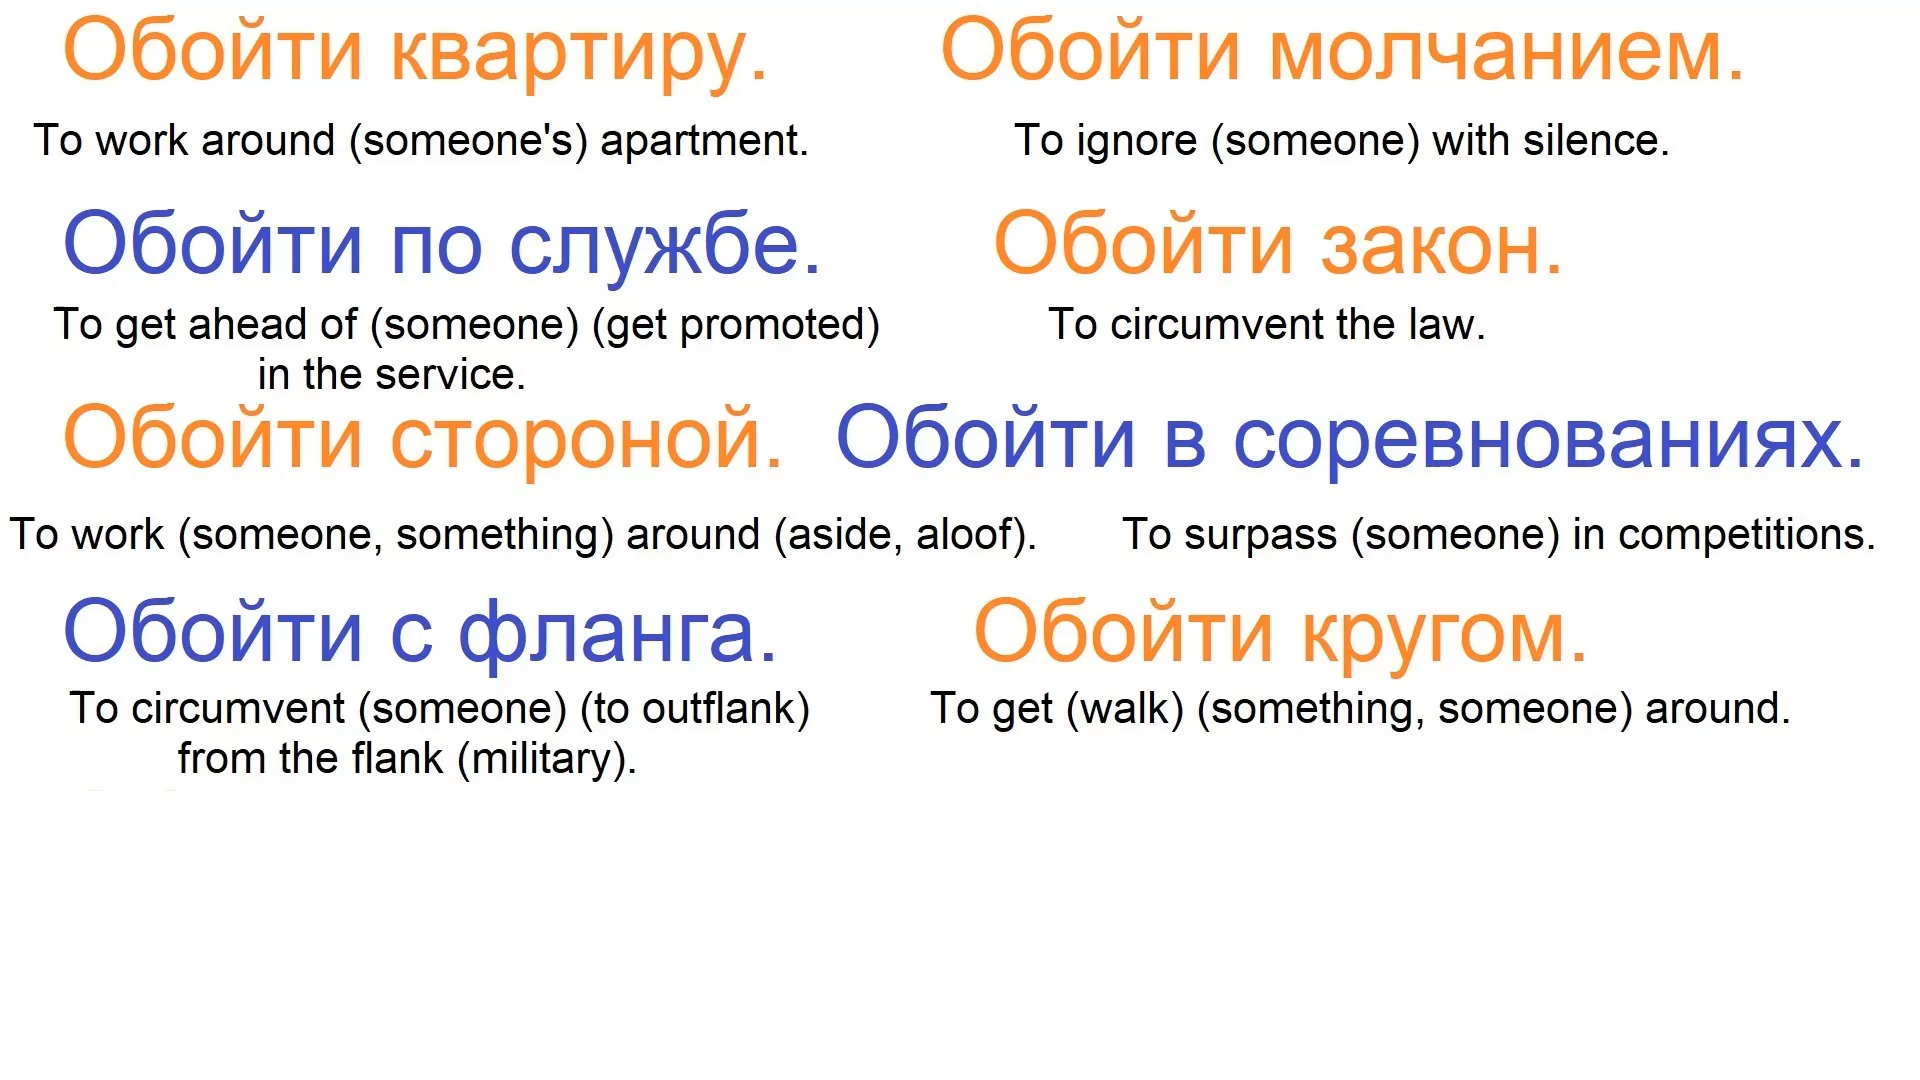 Обойти квартиру.
Обойти молчанием.
To work around (someone's) apartment.
To ignore (someone) with silence.
Обойти по службе.
Обойти закон.
To get ahead of (someone) (get promoted)
in the service.
To circumvent the law.
Обойти стороной.
Обойти в соревнованиях.
To work (someone, something) around (aside, aloof).
To surpass (someone) in competitions.
Обойти с фланга.
Обойти кругом.
To circumvent (someone) (to outflank)
from the flank (military).
To get (walk) (something, someone) around.